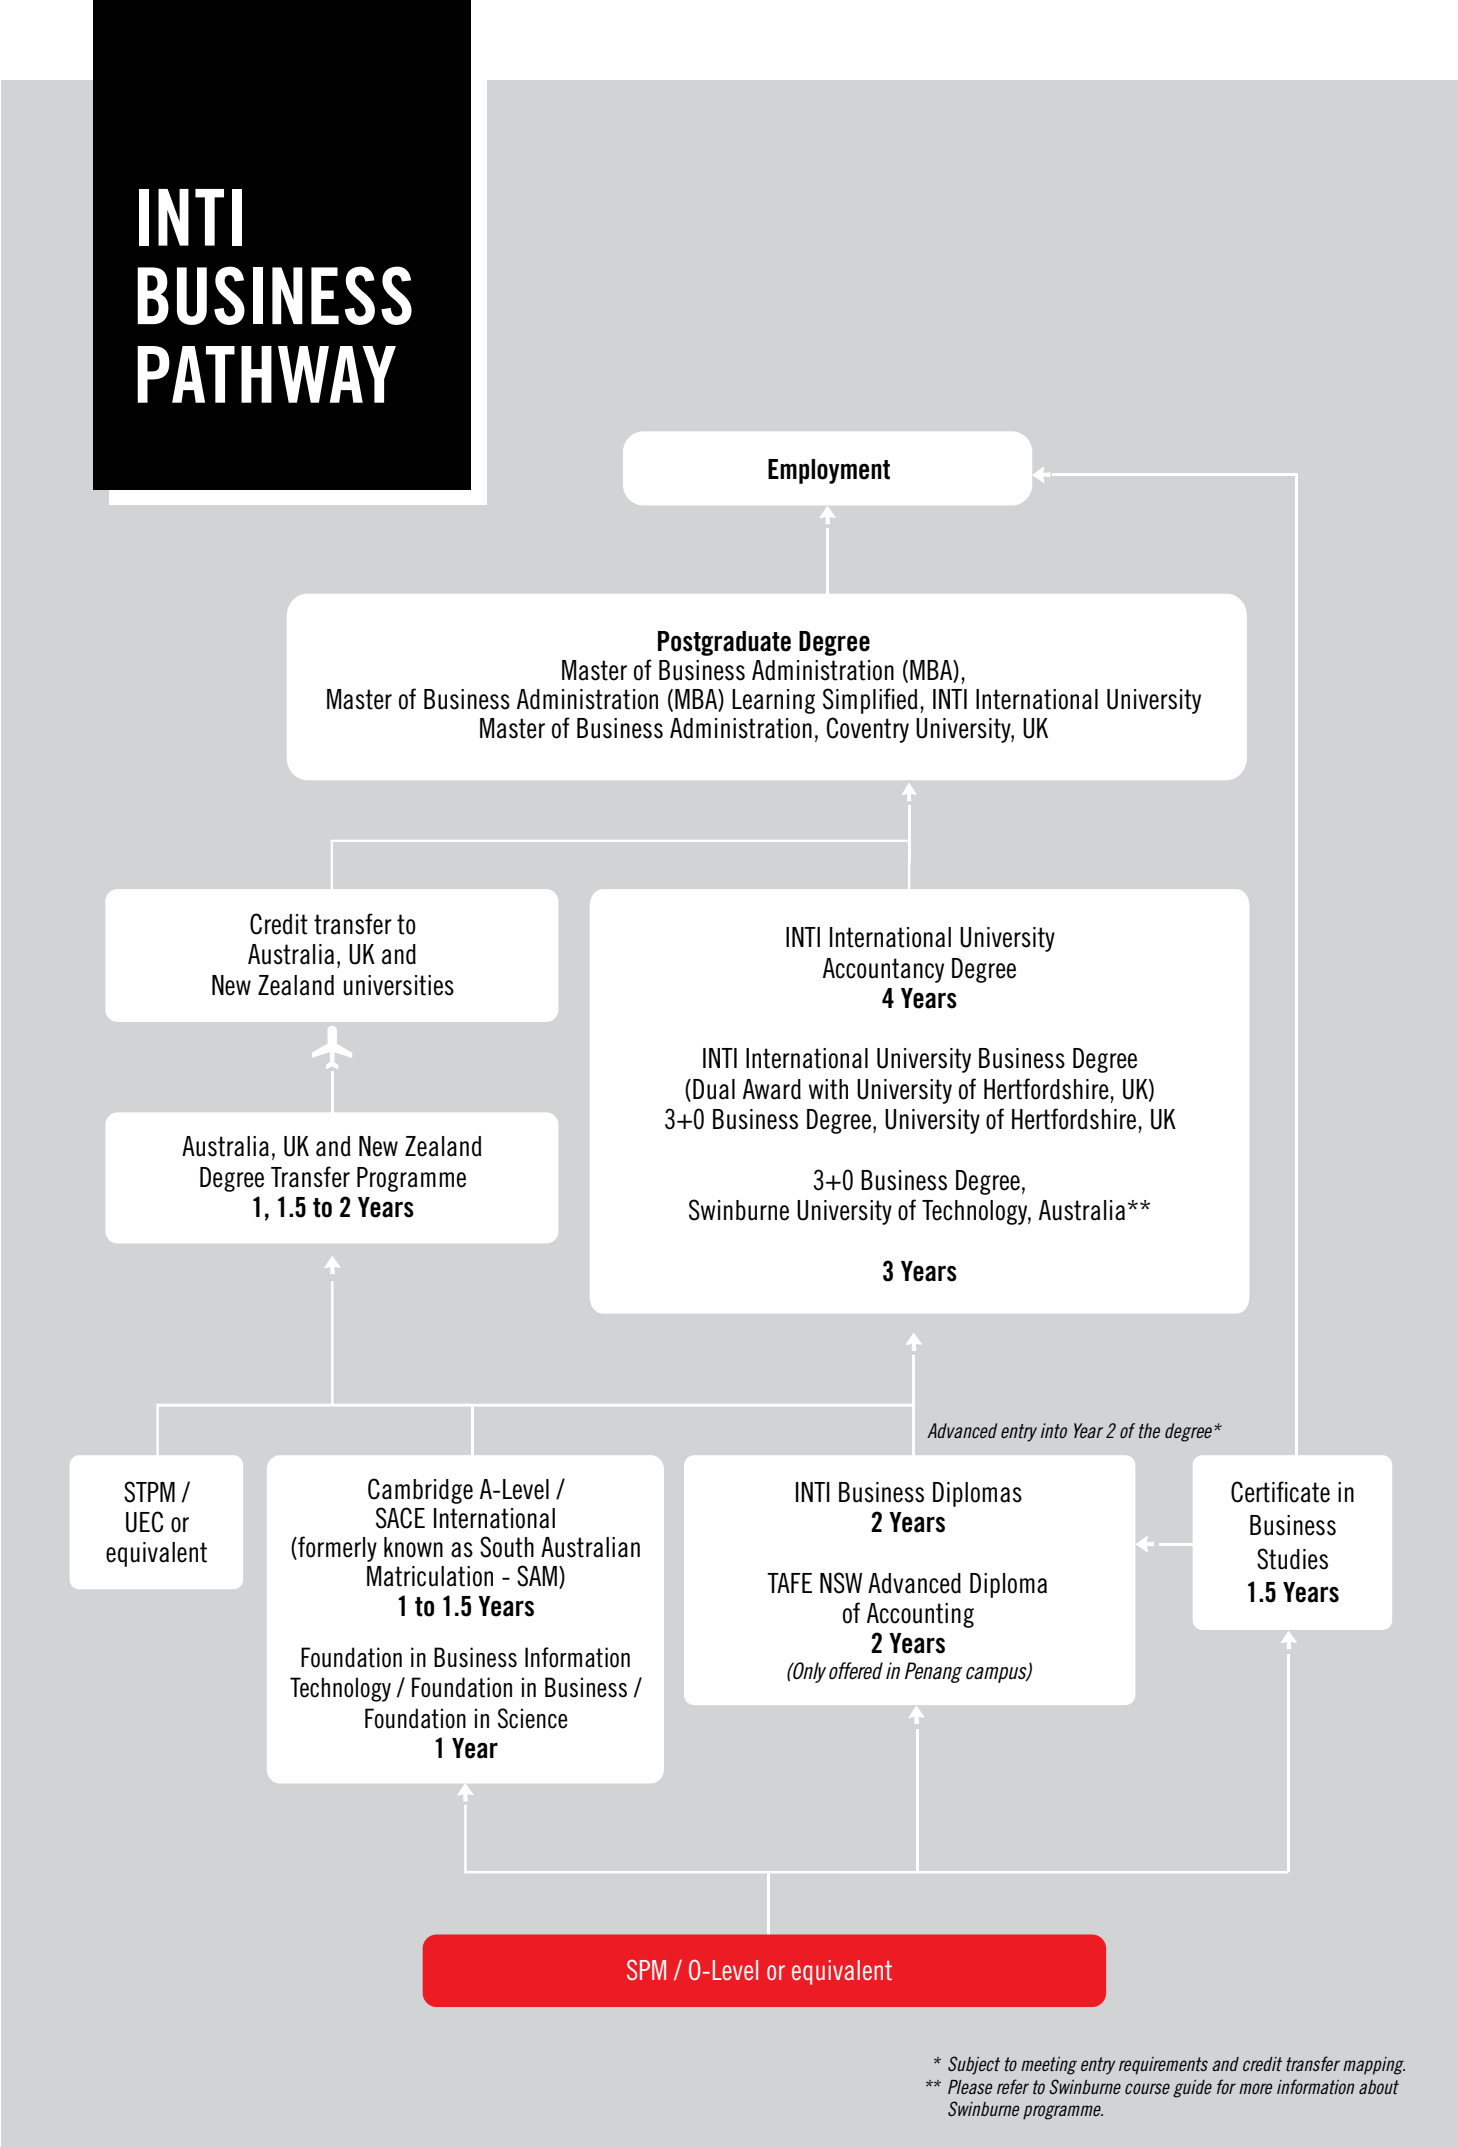 INTI
BUSINESS
PATHWAY
Employment
Postgraduate Degree
Master of Business Administration (MBA),
Master of Business Administration (MBA) Learning Simplified, INTI International University
Master of Business Administration, Coventry University, UK
Credit transfer to
Australia, UK and
New Zealand universities
INTI International University
Accountancy Degree
4 Years
INTI International University Business Degree
(Dual Award with University of Hertfordshire, UK)
3+0 Business Degree, University of Hertfordshire, UK
3+0 Business Degree,
Swinburne University of Technology, Australia**
3 Years
Australia, UK and New Zealand
Degree Transfer Programme
1, 1.5 to 2 Years
Advanced entry into Year 2 of the degree*
STPM /
UEC or
equivalent
Cambridge A-Level /
SACE International
(formerly known as South Australian
Matriculation - SAM)
1 to 1.5 Years
Foundation in Business Information
Technology / Foundation in Business /
Foundation in Science
1 Year
INTI Business Diplomas
2 Years
TAFE NSW Advanced Diploma
of Accounting
2 Years
(Only offered in Penang campus)
Certificate in
Business
Studies
1.5 Years
SPM / O-Level or equivalent
* Subject to meeting entry requirements and credit transfer mapping.
** Please refer to Swinburne course guide for more information about
Swinburne programme.